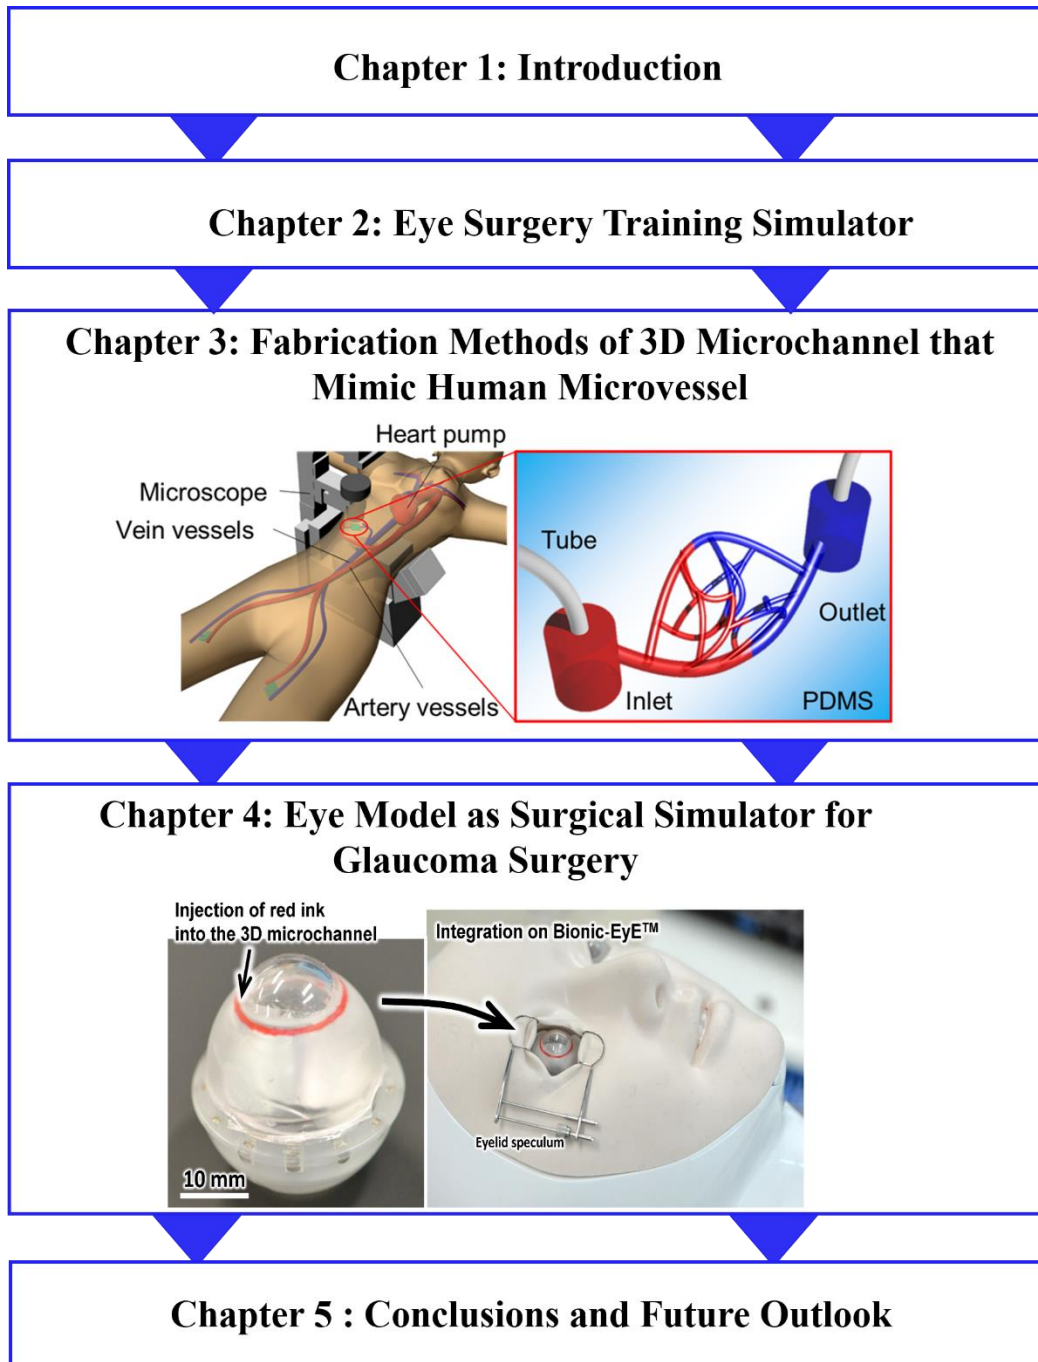 Chapter 1: Introduction
Chapter 2: Eye Surgery Training Simulator
Chapter 3: Fabrication Methods of 3D Microchannel that
Mimic Human Microvessel
Heart pump
Microscope
Vein vessels
Artery vessels
Tube
Outlet
Inlet
PDMS
Chapter 4: Eye Model as Surgical Simulator for
Glaucoma Surgery
Injection of red ink
into the 3D microchannel
10 mm
Integration on Bionic-EyE™
Eyelid speculum
Chapter 5 : Conclusions and Future Outlook